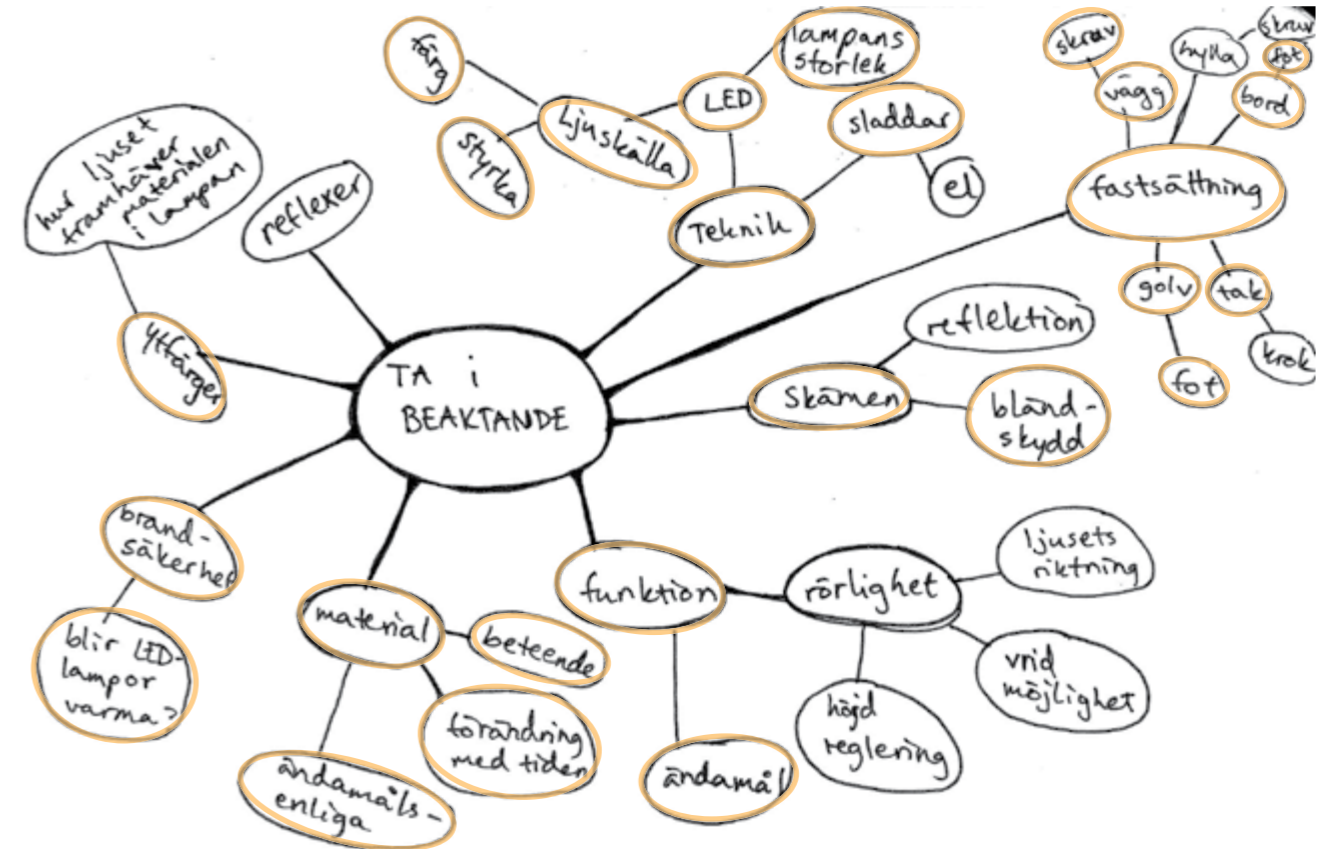 TA i
BEAKTANDE
Teknik
LED
lampans
storlek
Ljuskälla
färg
styrka
sladdar
el
fastsättning
vägg
skruv
hylla
skruv
bord
fot
golv
fot
tak
krok
Skärmen
reflektion
bländ-
skydd
funktion
rörlighet
ljusets
riktning
vrid
möjlighet
höjd
reglering
ändamål
material
beteende
förändring
med tiden
ändamåls-
enliga
brand-
säkerhet
blir LED-
lampor
varma?
ytfärger
hur ljuset
framhäver
materialen
i lampan
reflexer